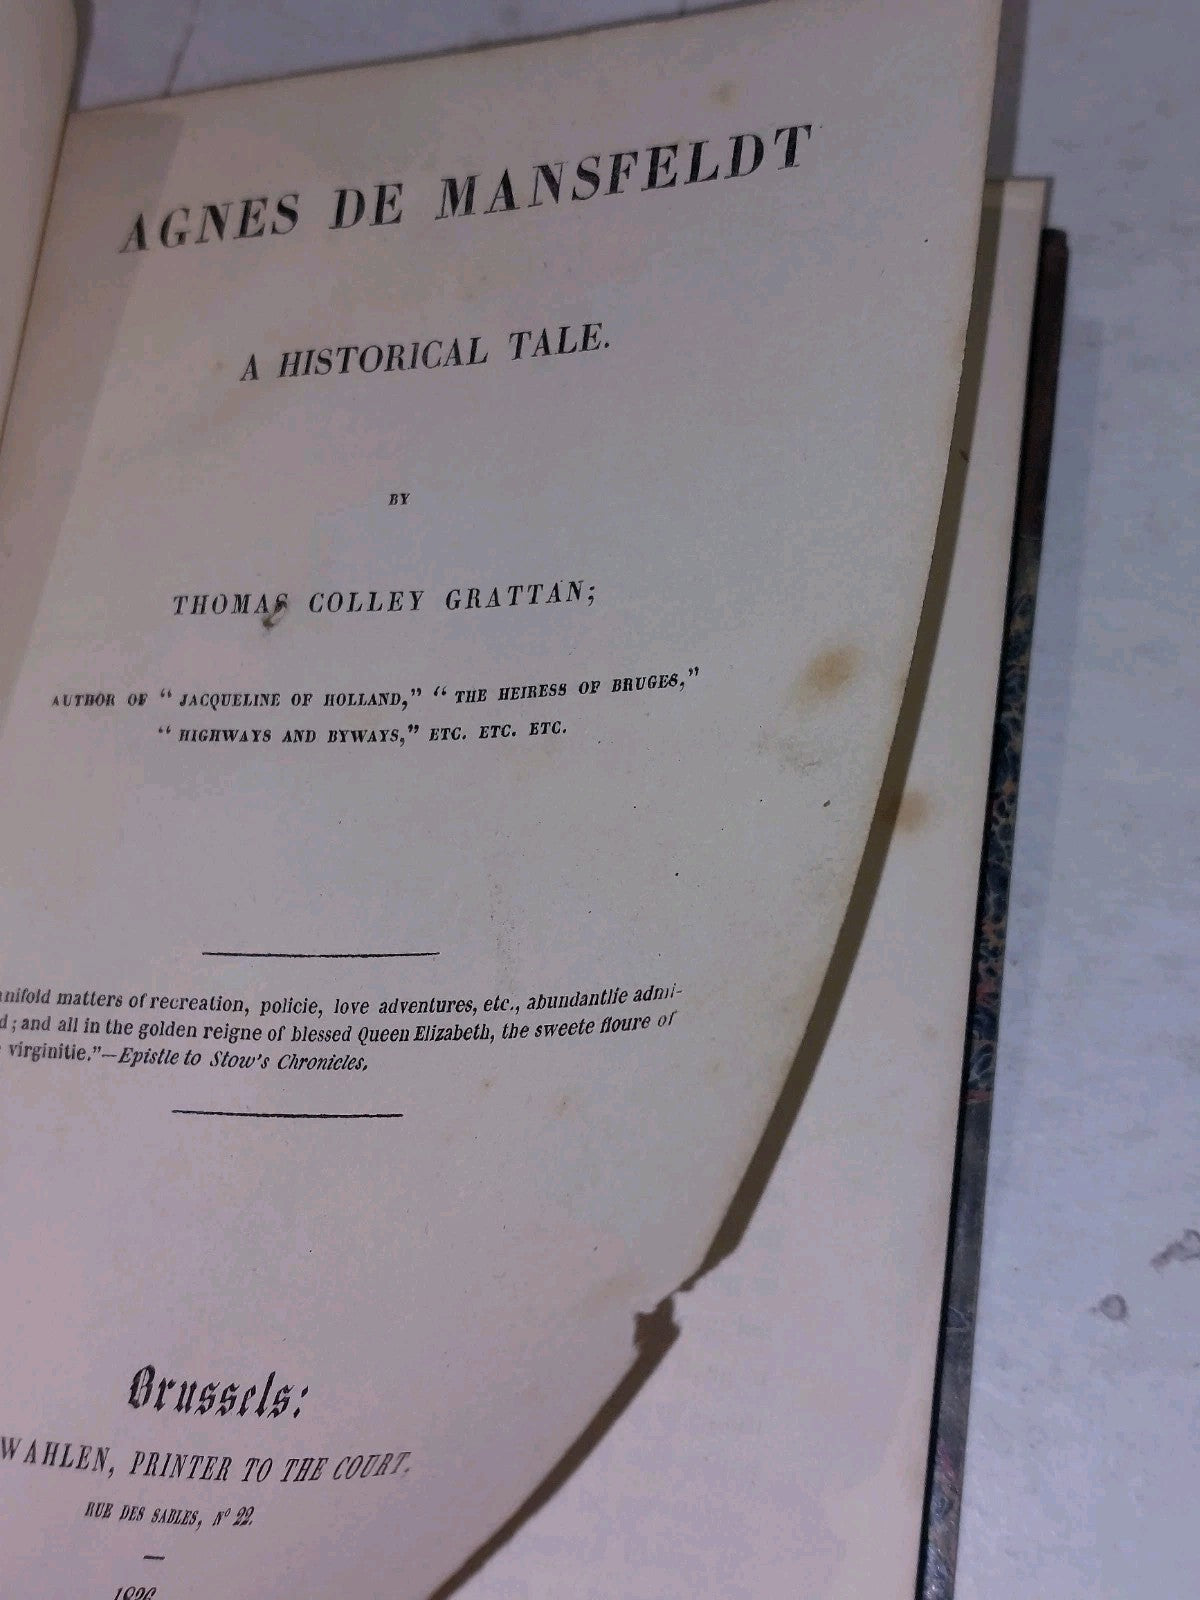 AGNES DE MANSFELDT
A HISTORICAL TALE.
BY
THOMAS COLLEY GRATTAN;
AUTHOR OF “ JACQUELINE OF HOLLAND,” “ THE HEIRESS OF BRUGES,”
“ HIGHWAYS AND BYWAYS,” ETC. ETC. ETC.
matters of recreation, policie, love adventures, etc., abundantlie admi-
; and all in the golden reigne of blessed Queen Elizabeth, the sweete floure of
virginitie.”—Epistle to Stow's Chronicles.
Brussels:
WAHLEN, PRINTER TO THE COURT,
RUE DES SABLES, Nº 22.
—